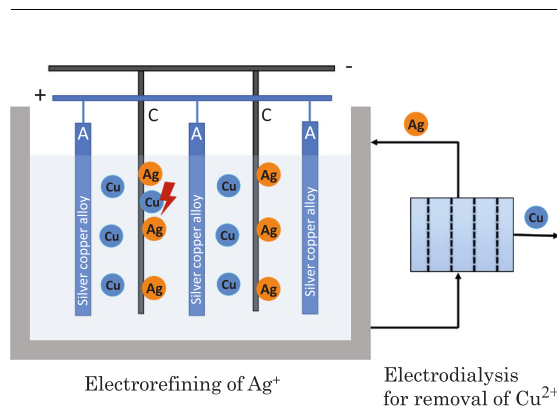 -
+
C
C
A
A
A
Ag
Ag
Ag
Cu
Cu
Cu
Cu
Cu
Ag
Ag
Cu
Cu
Ag
Cu
Cu
Ag
Ag
Silver copper alloy
Silver copper alloy
Silver copper alloy
Electrorefining of Ag⁺
Electrodialysis
for removal of Cu²⁺